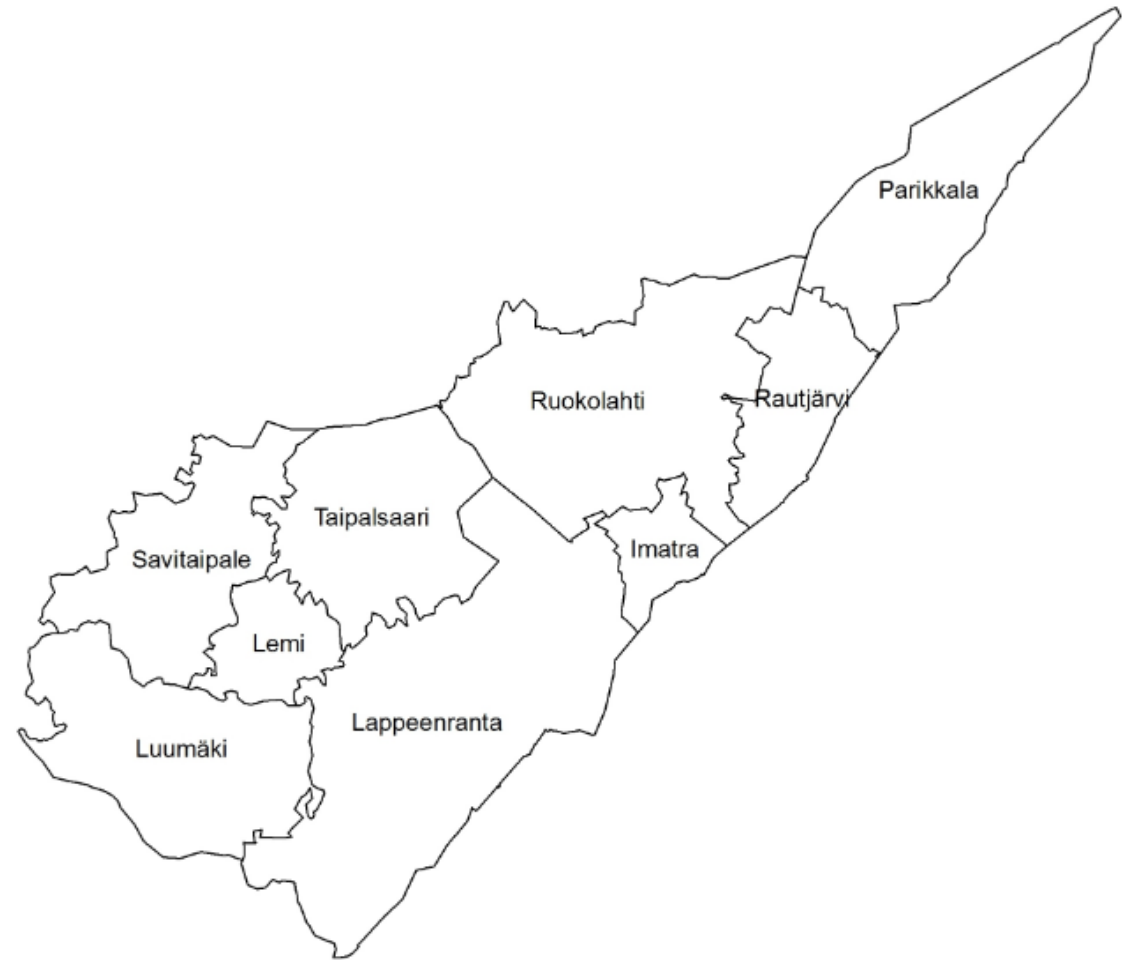 Parikkala
Ruokolahti
Rautjärvi
Taipalsaari
Imatra
Savitaipale
Lemi
Lappeenranta
Luumäki